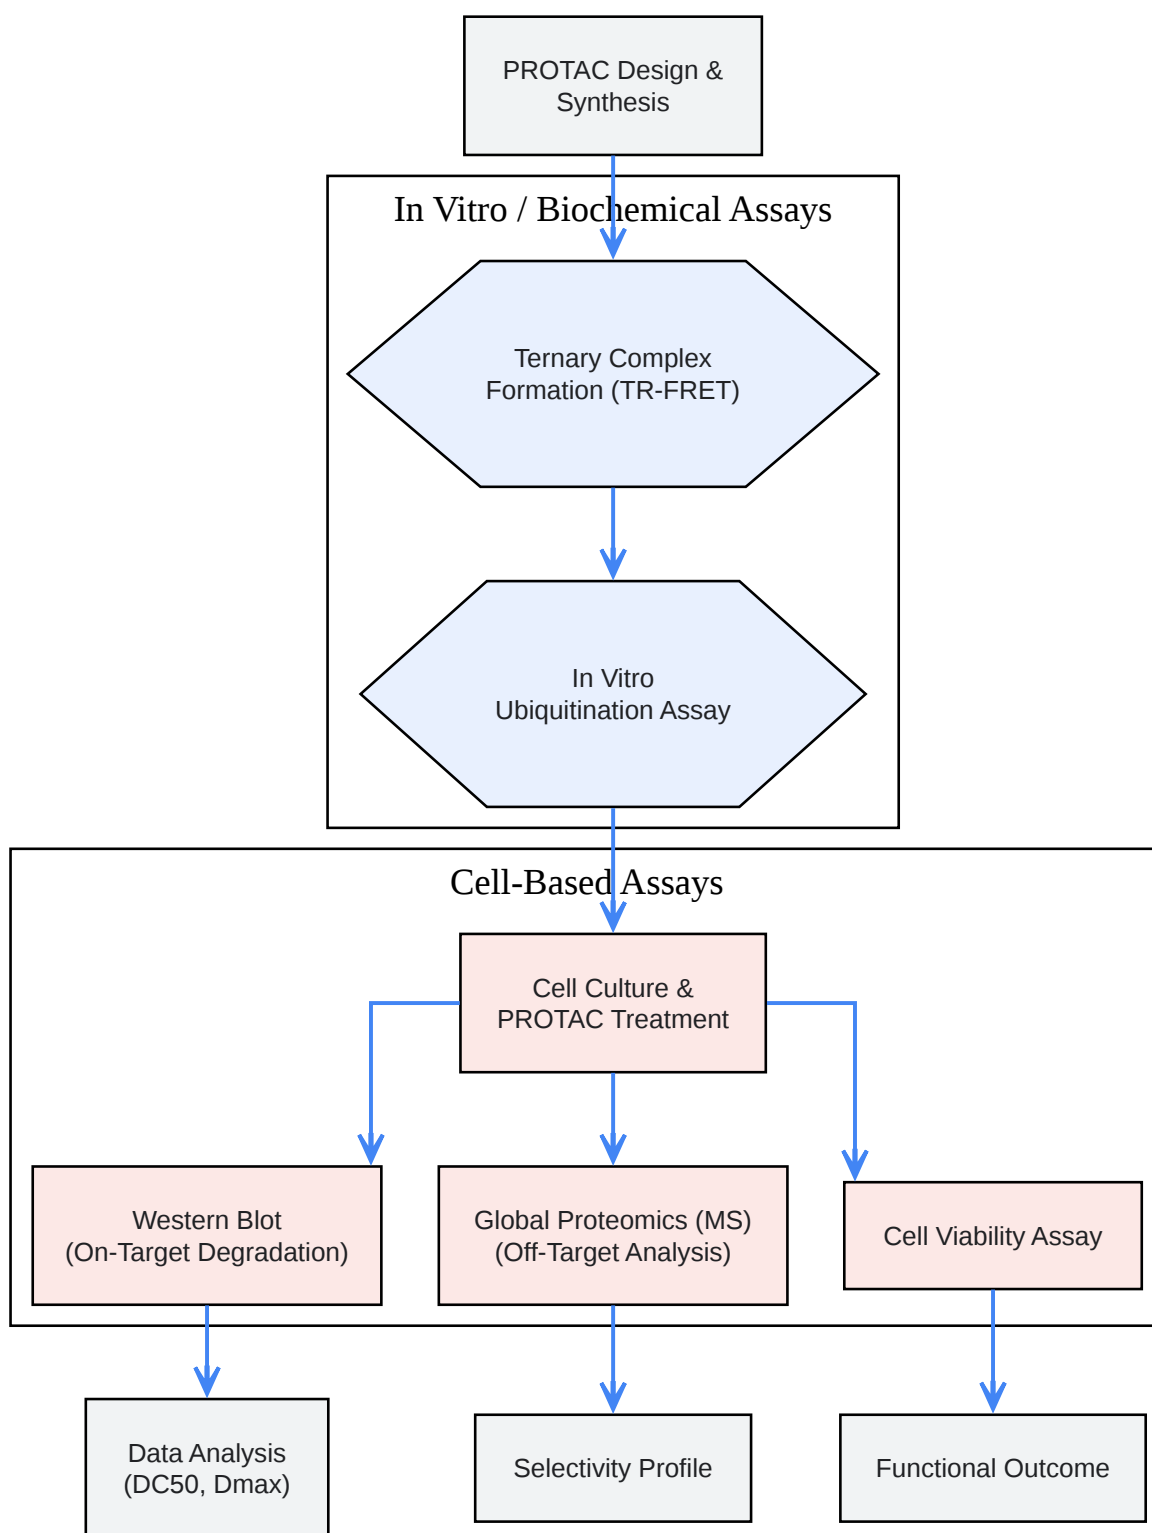 PROTAC Design &
Synthesis
In Vitro / Biochemical Assays
Ternary Complex
Formation (TR-FRET)
In Vitro
Ubiquitination Assay
Cell-Based Assays
Cell Culture &
PROTAC Treatment
Western Blot
(On-Target Degradation)
Global Proteomics (MS)
(Off-Target Analysis)
Cell Viability Assay
Data Analysis
(DC50, Dmax)
Selectivity Profile
Functional Outcome